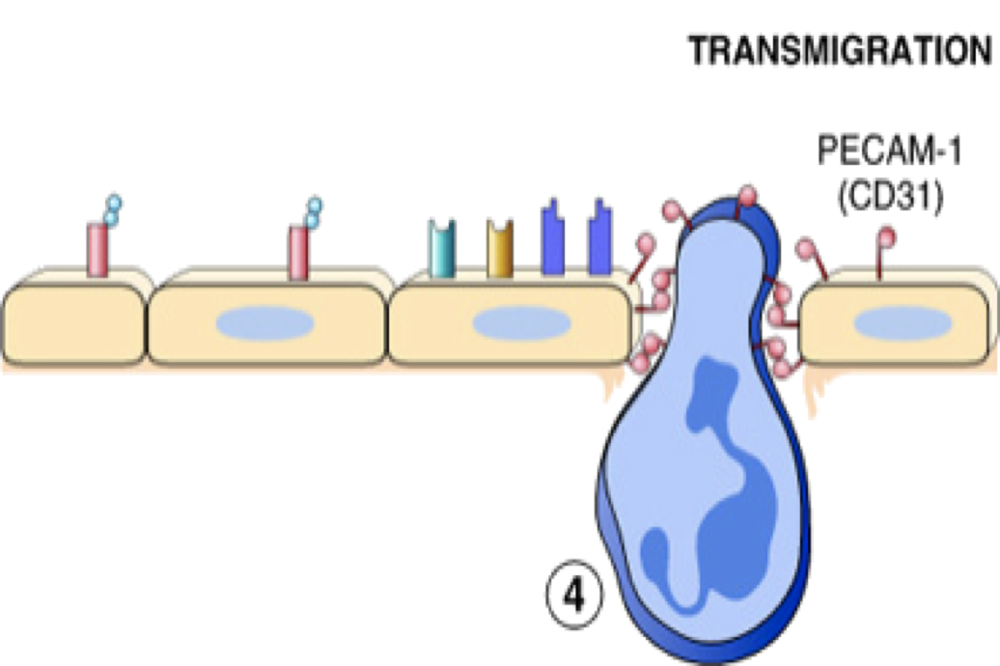 TRANSMIGRATION
PECAM-1
(CD31)
4